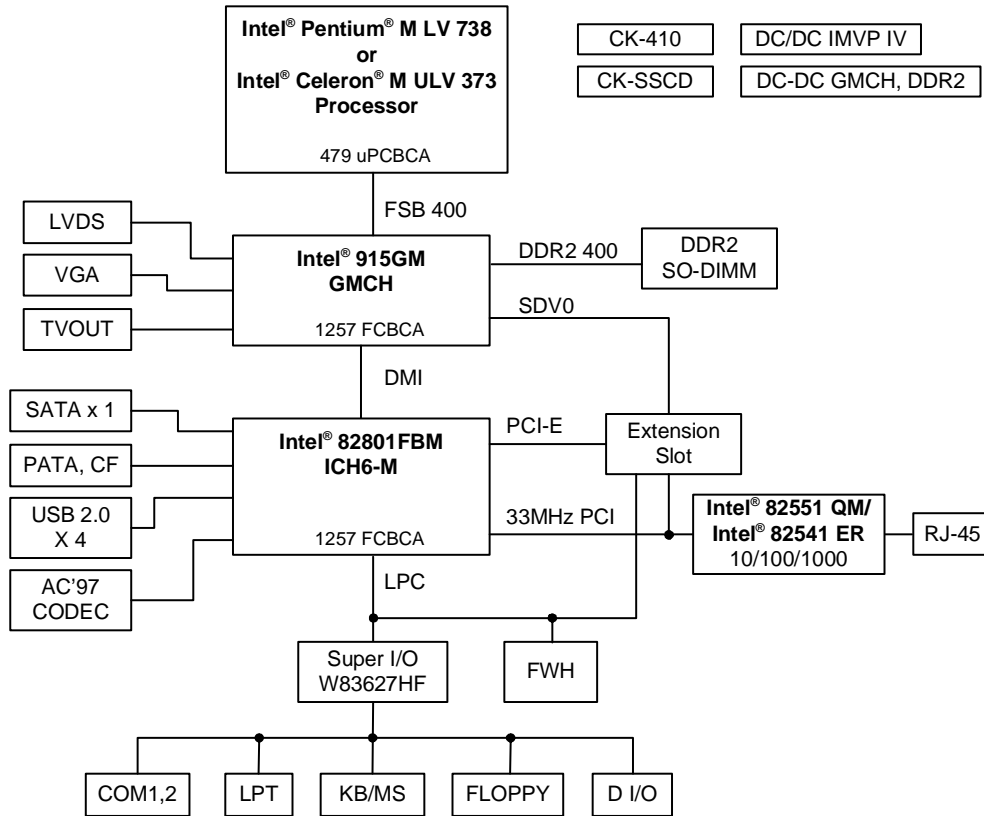 Intel® Pentium® M LV 738
or
Intel® Celeron® M ULV 373
Processor
479 uPCBCA
CK-410
DC/DC IMVP IV
CK-SSCD
DC-DC GMCH, DDR2
FSB 400
LVDS
VGA
TVOUT
Intel® 915GM
GMCH
1257 FCBCA
DDR2 400
DDR2
SO-DIMM
SDV0
DMI
SATA x 1
PATA, CF
USB 2.0
X 4
AC'97
CODEC
Intel® 82801FBM
ICH6-M
1257 FCBCA
PCI-E
Extension
Slot
33MHz PCI
Intel® 82551 QM/
Intel® 82541 ER
10/100/1000
RJ-45
LPC
Super I/O
W83627HF
FWH
COM1,2
LPT
KB/MS
FLOPPY
D I/O